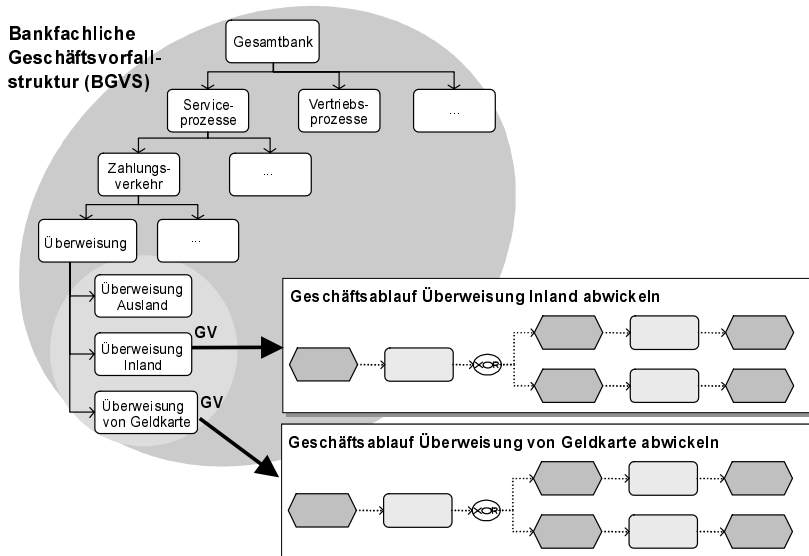 Bankfachliche
Geschäftsvorfall-
struktur (BGVS)
Gesamtbank
Service-
prozesse
Vertriebs-
prozesse
...
Zahlungs-
verkehr
...
Überweisung
...
Überweisung
Ausland
Überweisung
Inland
GV
Überweisung
von Geldkarte
GV
Geschäftsablauf Überweisung Inland abwickeln
XOR
Geschäftsablauf Überweisung von Geldkarte abwickeln
XOR